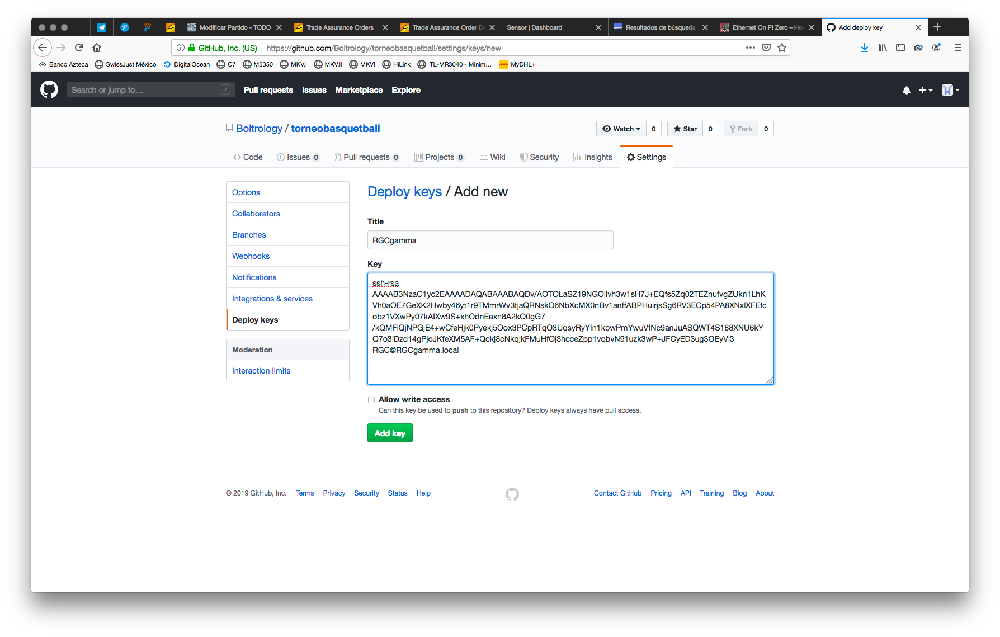 Modificar Partido - TODO
Trade Assurance Orders
Trade Assurance Order De
Sensor | Dashboard
Resultados de búsqueda
Ethernet On Pi Zero – How
Add deploy key
GitHub, Inc. (US)
https://github.com/Boltrology/torneobasquetball/settings/keys/new
Banco Azteca
SwissJust México
DigitalOcean
C7
M5350
MKV.I
MKV.II
MKVI
HiLink
TL-MR3040 - Minim...
MyDHL+
Search or jump to...
/
Pull requests
Issues
Marketplace
Explore
Boltrology / torneobasquetball
Watch 0
Star 0
Fork 0
Code
Issues 0
Pull requests 0
Projects 0
Wiki
Security
Insights
Settings
Options
Collaborators
Branches
Webhooks
Notifications
Integrations & services
Deploy keys
Moderation
Interaction limits
Deploy keys / Add new
Title
RGCgamma
Key
ssh-rsa
AAAAB3NzaC1yc2EAAAADAQABAAABAQDv/AOTOLaSZ19NGOllvh3w1sH7J+EQfs5Zq02TEZnufvgZUkn1LhK
Vh0aOE7GeXK2Hwby46yt1r9TMmrWv3tjaQRNskO6NbXcMX0nBv1anffABPHuirjsSg6RV3ECp54PA8XNxlXFEfc
obz1VXwPy07kAIXw9S+xhOdnEaxn8A2kQ0gG7
/kQMFiQjNPGjE4+wCfeHjk0Pyekj5Oox3PCpRTqO3UqsyRyYIn1kbwPmYwuVfNc9anJuASQWT4S188XNU6kY
Q7o3iDzd14gPjoJKfeXM5AF+Qckj8cNkqjkFMuHfOj3hcceZpp1vqbvN91uzk3wP+JFCyED3ug3OEyVl3
RGC@RGCgamma.local
Allow write access
Can this key be used to push to this repository? Deploy keys always have pull access.
Add key
© 2019 GitHub, Inc.
Terms
Privacy
Security
Status
Help
Contact GitHub
Pricing
API
Training
Blog
About